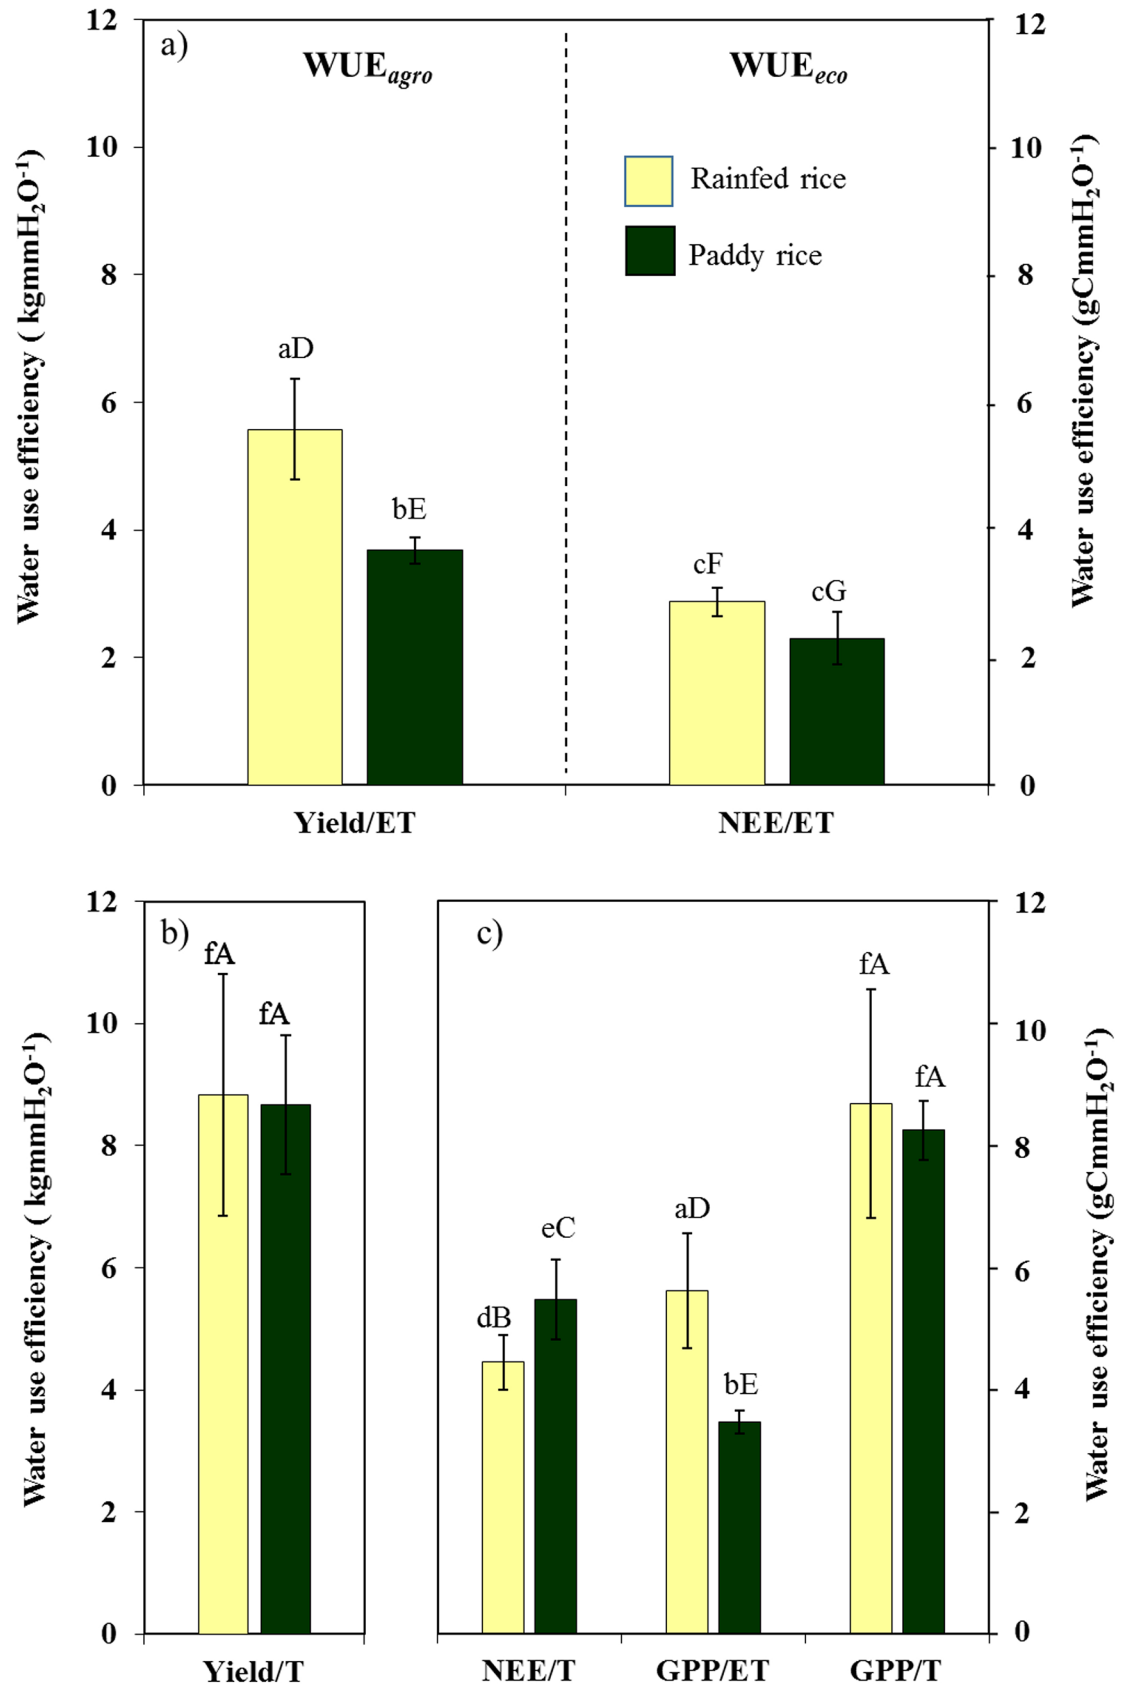 a)
WUEagro
WUEeco
Rainfed rice
Paddy rice
Water use efficiency ( kgmmH2O-1)
12
10
8
6
4
2
0
aD
bE
cF
cG
12
10
8
6
4
2
0
Water use efficiency (gCmmH2O-1)
Yield/ET
NEE/ET
b)
Water use efficiency ( kgmmH2O-1)
12
10
8
6
4
2
0
fA
fA
Yield/T
c)
dB
eC
aD
bE
fA
fA
12
10
8
6
4
2
0
Water use efficiency (gCmmH2O-1)
NEE/T
GPP/ET
GPP/T